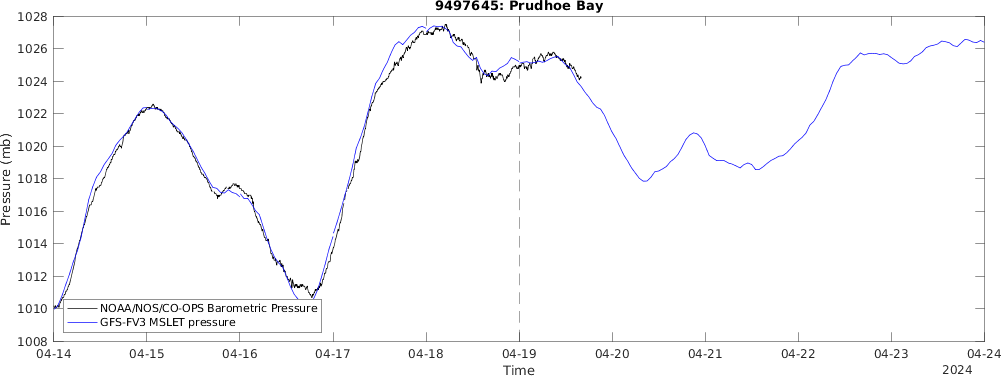 9497645: Prudhoe Bay
1028
1026
1024
1022
1020
1018
1016
1014
1012
1010
1008
Pressure (mb)
NOAA/NOS/CO-OPS Barometric Pressure
GFS-FV3 MSLET pressure
04-14 04-15 04-16 04-17 04-18 04-19 04-20 04-21 04-22 04-23 04-24
Time
2024